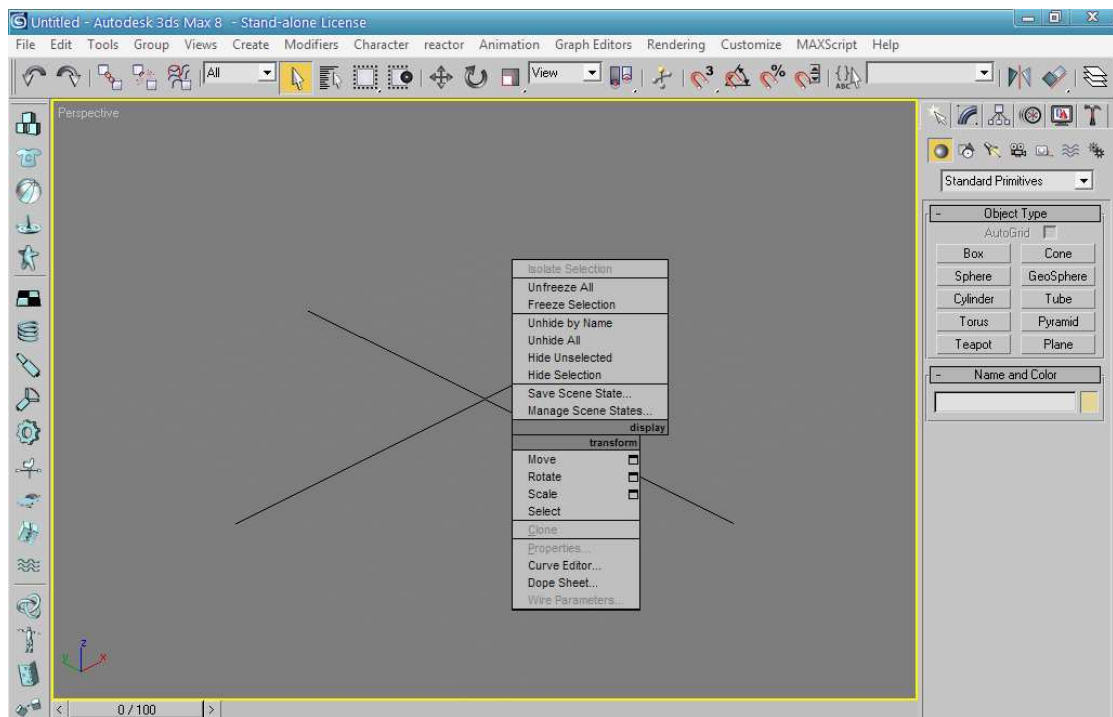 Untitled - Autodesk 3ds Max 8 - Stand-alone License
File Edit Tools Group Views Create Modifiers Character reactor Animation Graph Editors Rendering Customize MAXScript Help
All
View
3
%
ABC
Perspective
Standard Primitives
- Object Type
AutoGrid
Box Cone
Sphere GeoSphere
Cylinder Tube
Torus Pyramid
Teapot Plane
- Name and Color
Isolate Selection
Unfreeze All
Freeze Selection
Unhide by Name
Unhide All
Hide Unselected
Hide Selection
Save Scene State...
Manage Scene States...
display
transform
Move
Rotate
Scale
Select
Clone
Properties...
Curve Editor...
Dope Sheet...
Wire Parameters...
z
y x
< 0 / 100 >